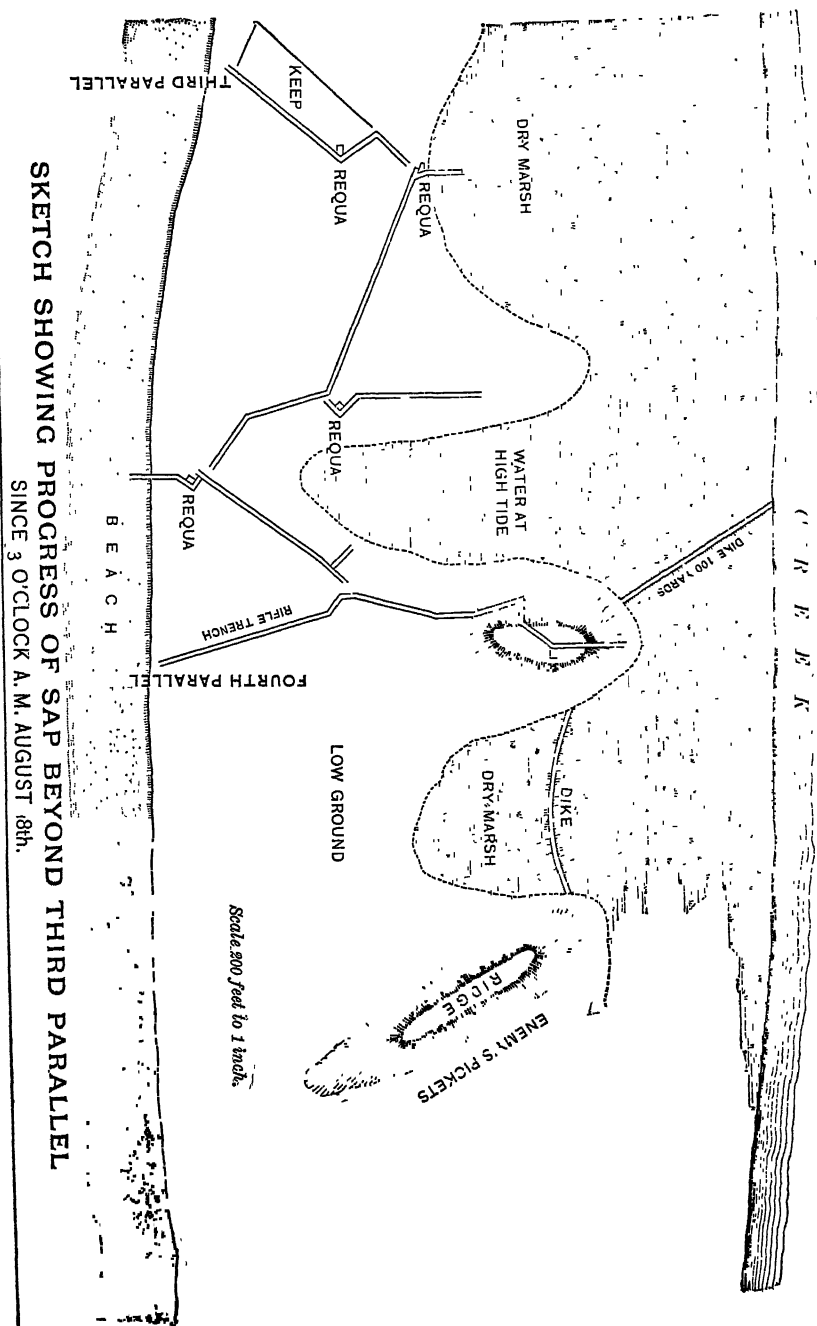 CREEK
DRY MARSH
KEEP
THIRD PARALLEL
REQUA
REQUA
REQUA
REQUA
WATER AT
HIGH TIDE
DIKE 100 YARDS
BEACH
RIFLE TRENCH
FOURTH PARALLEL
LOW GROUND
DRY MARSH
DIKE
RIDGE
ENEMY'S PICKETS
Scale 200 feet to 1 inch.
SKETCH SHOWING PROGRESS OF SAP BEYOND THIRD PARALLEL
SINCE 3 O'CLOCK A.M. AUGUST 18th.